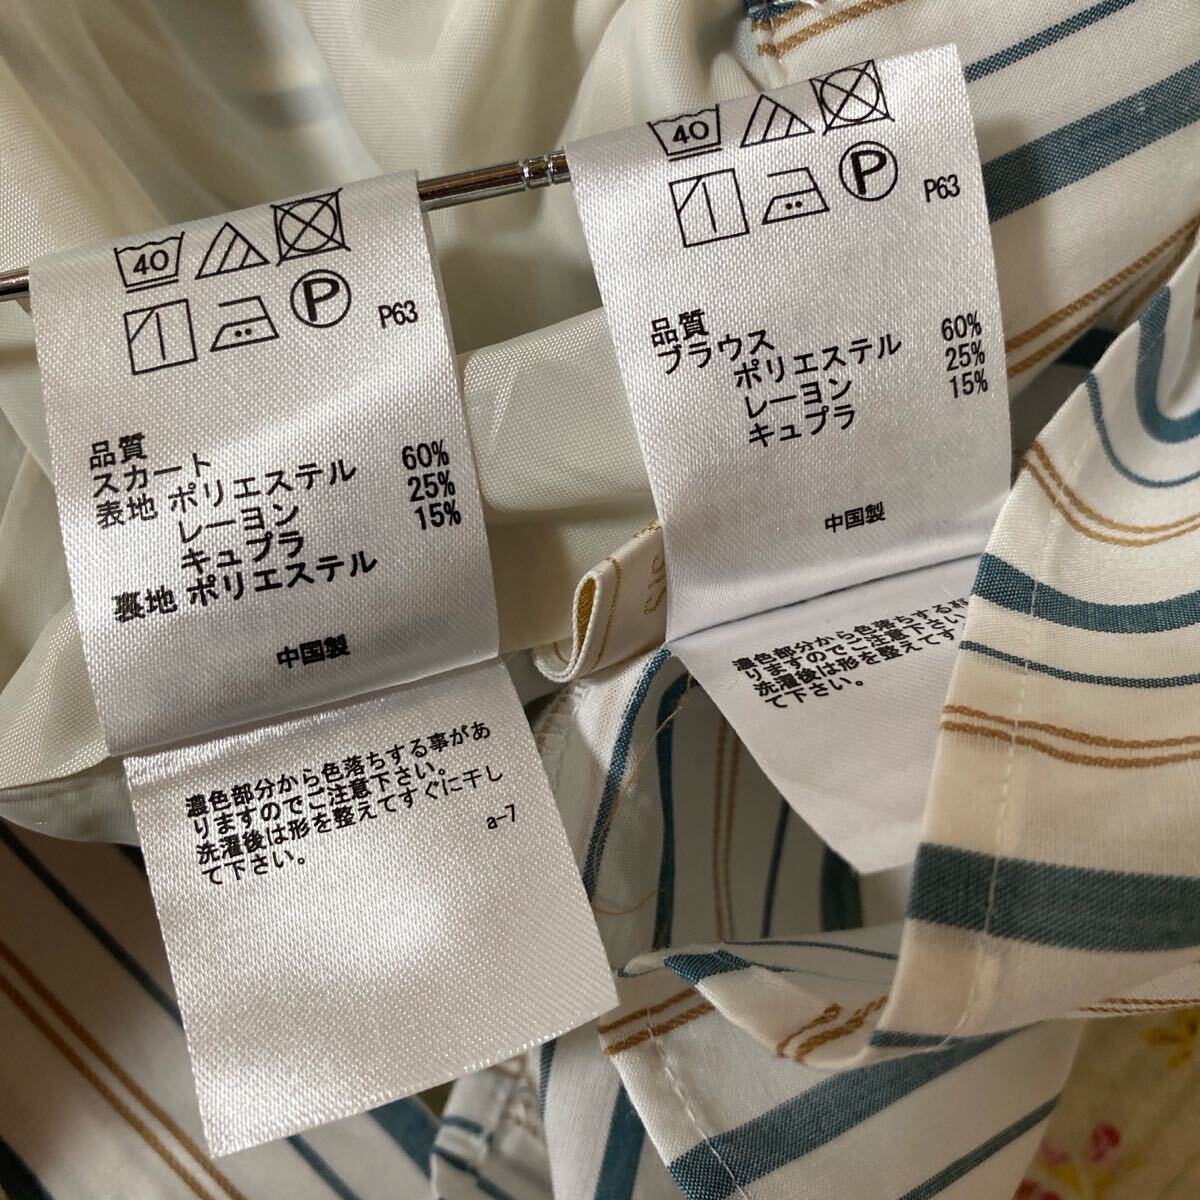 40
P
P63
品質
スカート
表地 ポリエステル 60%
レーヨン 25%
キュプラ 15%
裏地 ポリエステル
中国製
濃色部分から色落ちする事があ
りますのでご注意下さい。
洗濯後は形を整えてすぐに干し
て下さい。
a-7
40
P
P63
品質
ブラウス
ポリエステル 60%
レーヨン 25%
キュプラ 15%
中国製
濃色部分から色落ちする
りますのでご注意下さい
洗濯後は形を整えてす
て下さい。